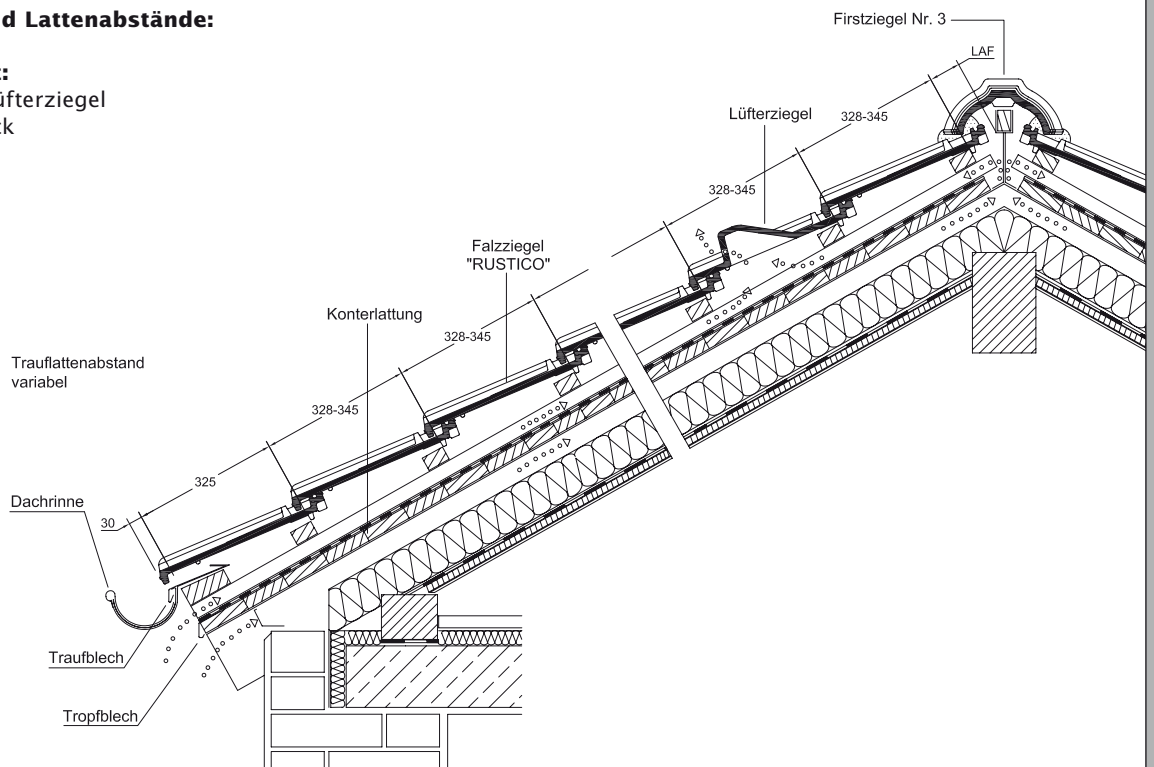 d Lattenabstände:
t:
üfterziegel
k
Firstziegel Nr. 3
LAF
328-345
Lüfterziegel
328-345
Falzziegel
"RUSTICO"
328-345
Konterlattung
328-345
Trauflattenabstand
variabel
325
Dachrinne
30
Traufblech
Tropfblech